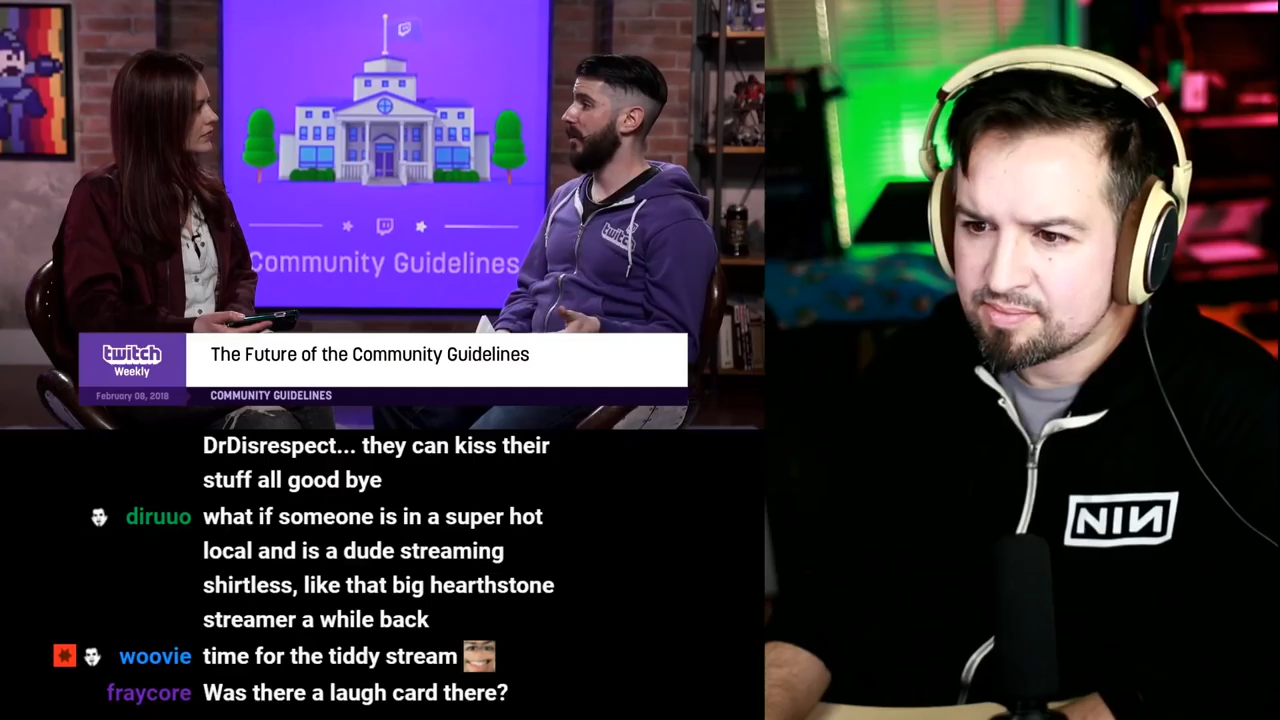 twitch
Community Guidelines
twitch
Weekly
The Future of the Community Guidelines
February 08, 2018
COMMUNITY GUIDELINES
DrDisrespect... they can kiss their
stuff all good bye
diruuo what if someone is in a super hot
local and is a dude streaming
shirtless, like that big hearthstone
streamer a while back
woovie time for the tiddy stream
fraycore Was there a laugh card there?
NIN